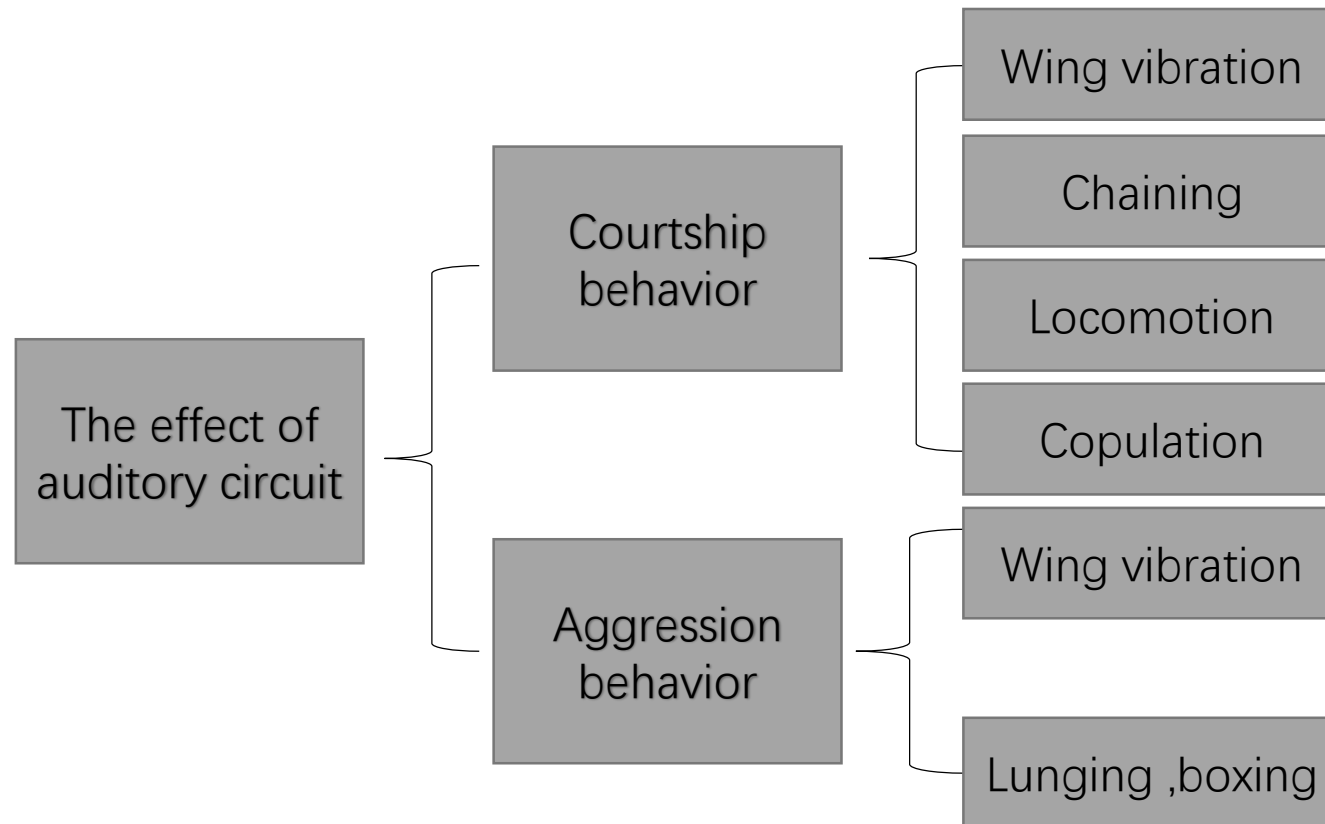 The effect of
auditory circuit
Courtship
behavior
Wing vibration
Chaining
Locomotion
Copulation
Aggression
behavior
Wing vibration
Lunging ,boxing